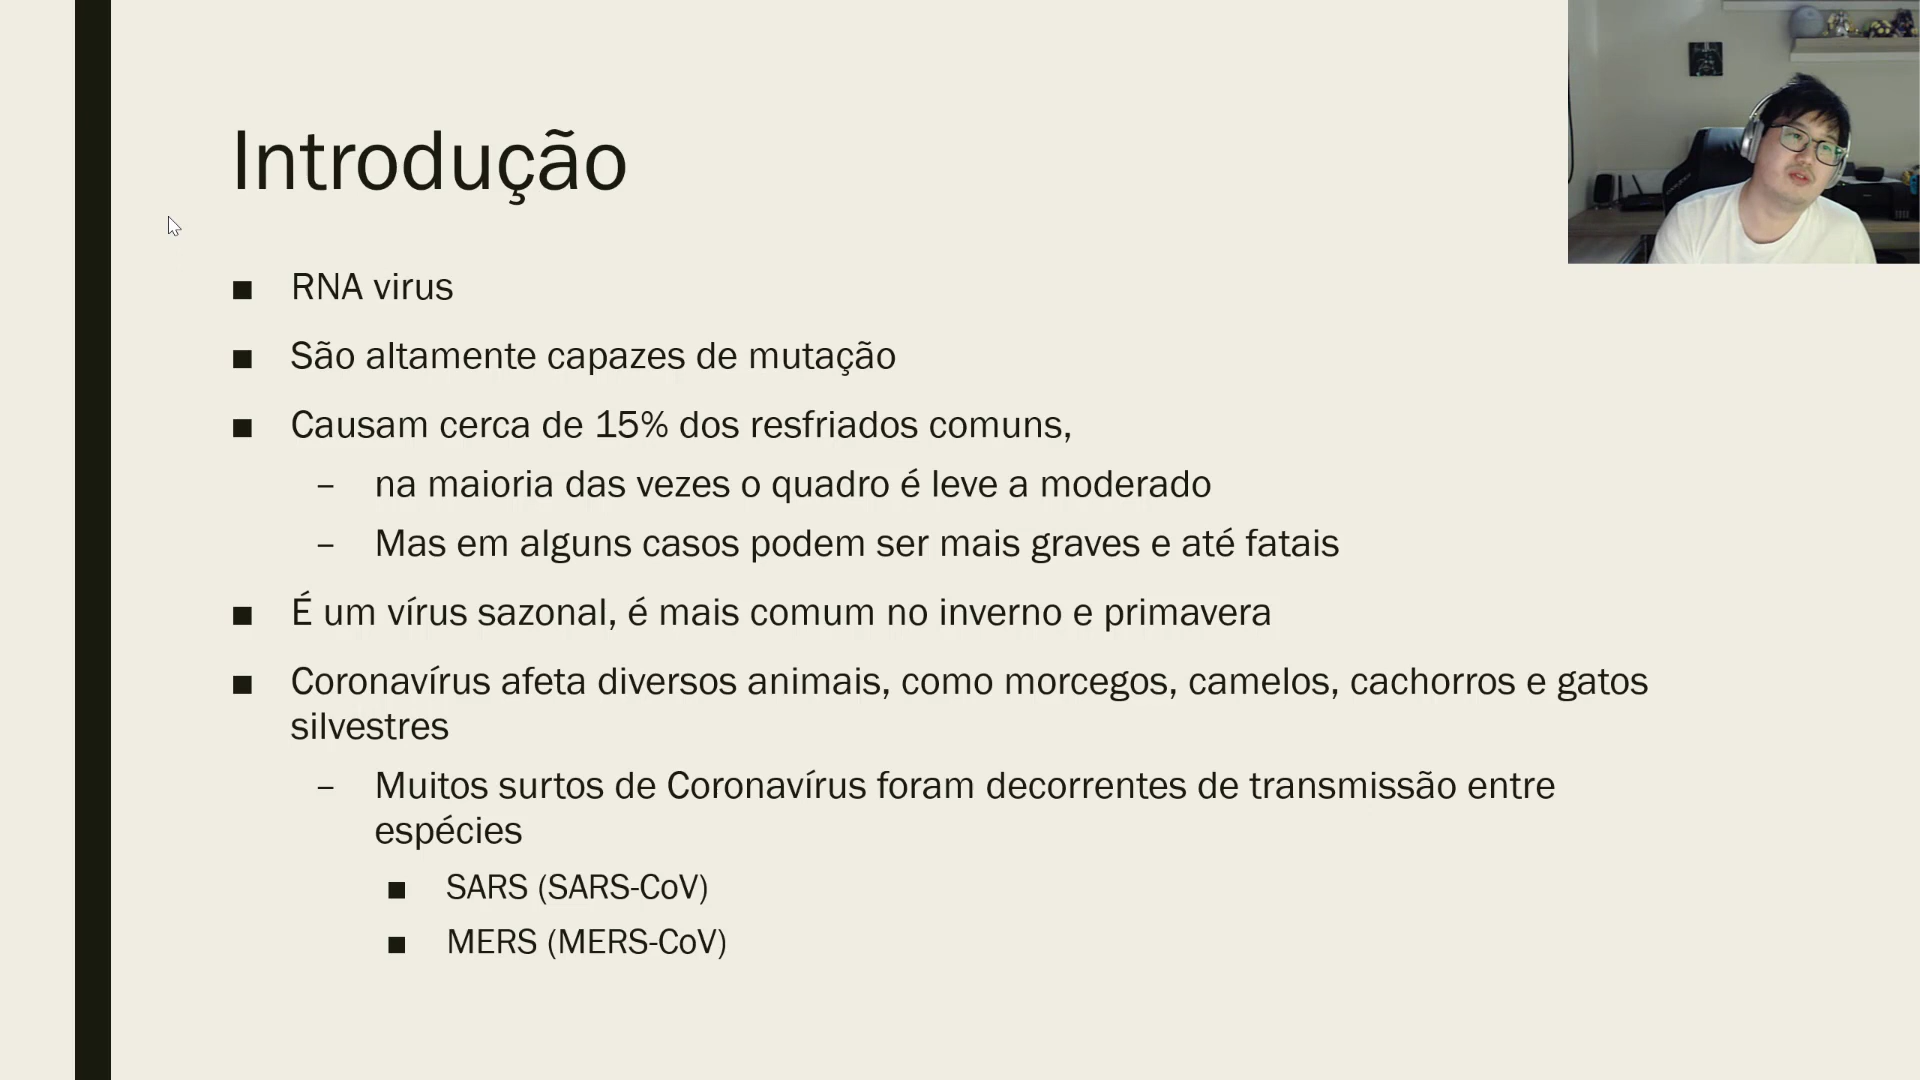 Introdução
■ RNA virus
■ São altamente capazes de mutação
■ Causam cerca de 15% dos resfriados comuns,
– na maioria das vezes o quadro é leve a moderado
– Mas em alguns casos podem ser mais graves e até fatais
■ É um vírus sazonal, é mais comum no inverno e primavera
■ Coronavírus afeta diversos animais, como morcegos, camelos, cachorros e gatos
silvestres
– Muitos surtos de Coronavírus foram decorrentes de transmissão entre
espécies
■ SARS (SARS-CoV)
■ MERS (MERS-CoV)